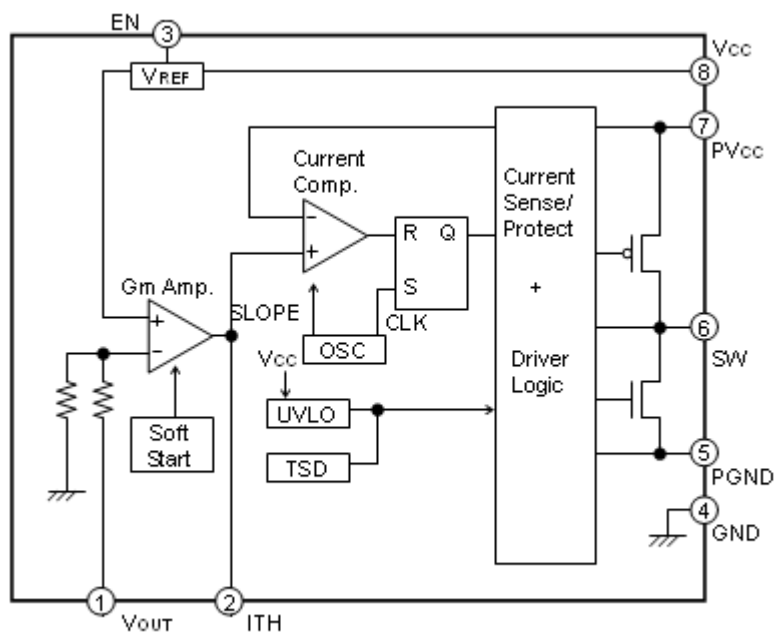 EN
3
VCC
VREF
8
7
PVCC
Current
Comp.
Current
Sense/
Protect
+
Driver
Logic
−
+
R Q
S
Gm Amp.
SLOPE
CLK
OSC
6
SW
+
−
VCC
UVLO
Soft
Start
TSD
5
PGND
4
GND
1
VOUT
2
ITH